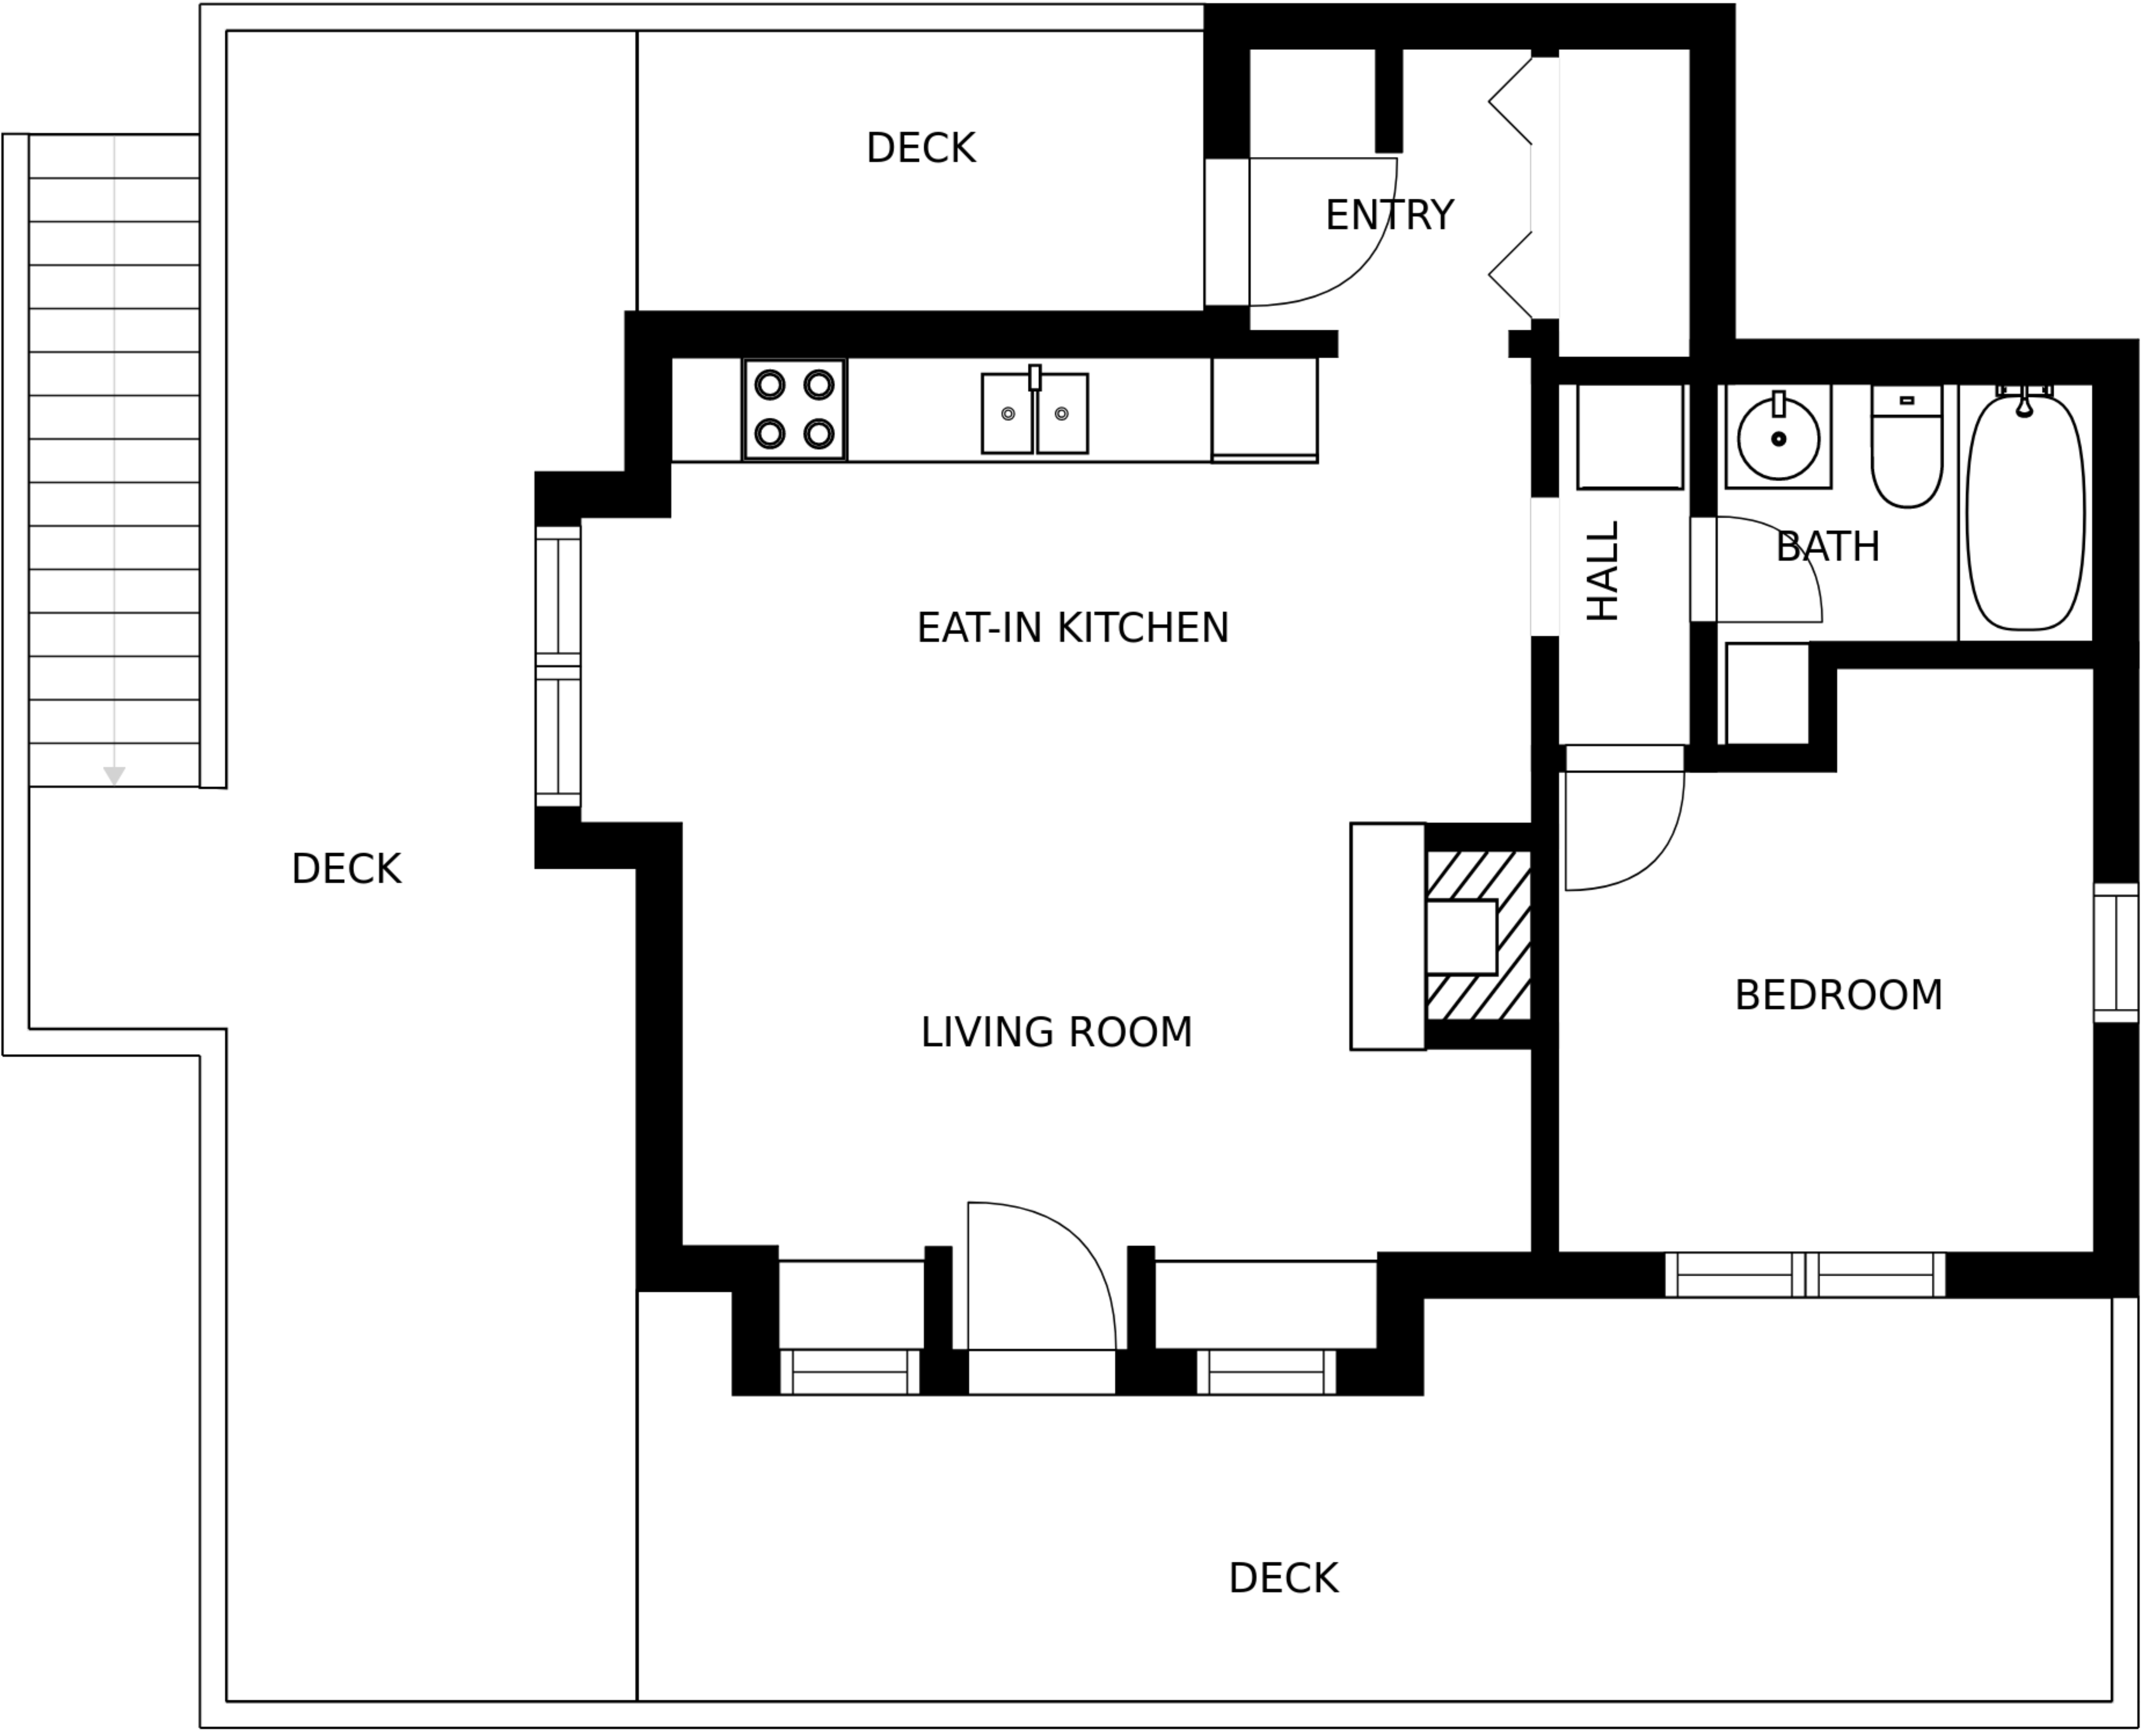 DECK
ENTRY
HALL
BATH
EAT-IN KITCHEN
DECK
BEDROOM
LIVING ROOM
DECK